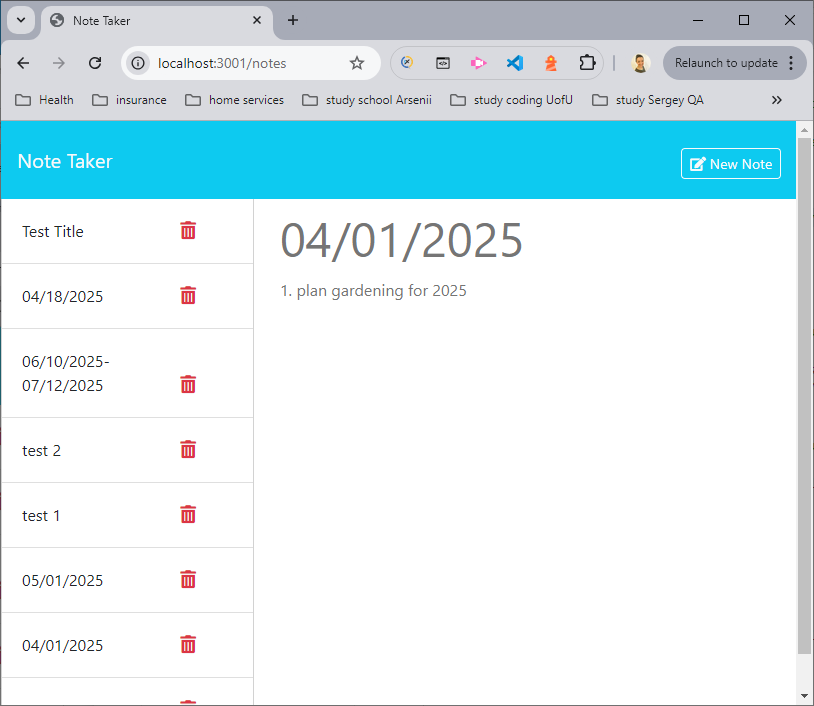 Note Taker
localhost:3001/notes
Relaunch to update
Health
insurance
home services
study school Arsenii
study coding UofU
study Sergey QA
Note Taker
New Note
Test Title
04/18/2025
06/10/2025-
07/12/2025
test 2
test 1
05/01/2025
04/01/2025
04/01/2025
1. plan gardening for 2025